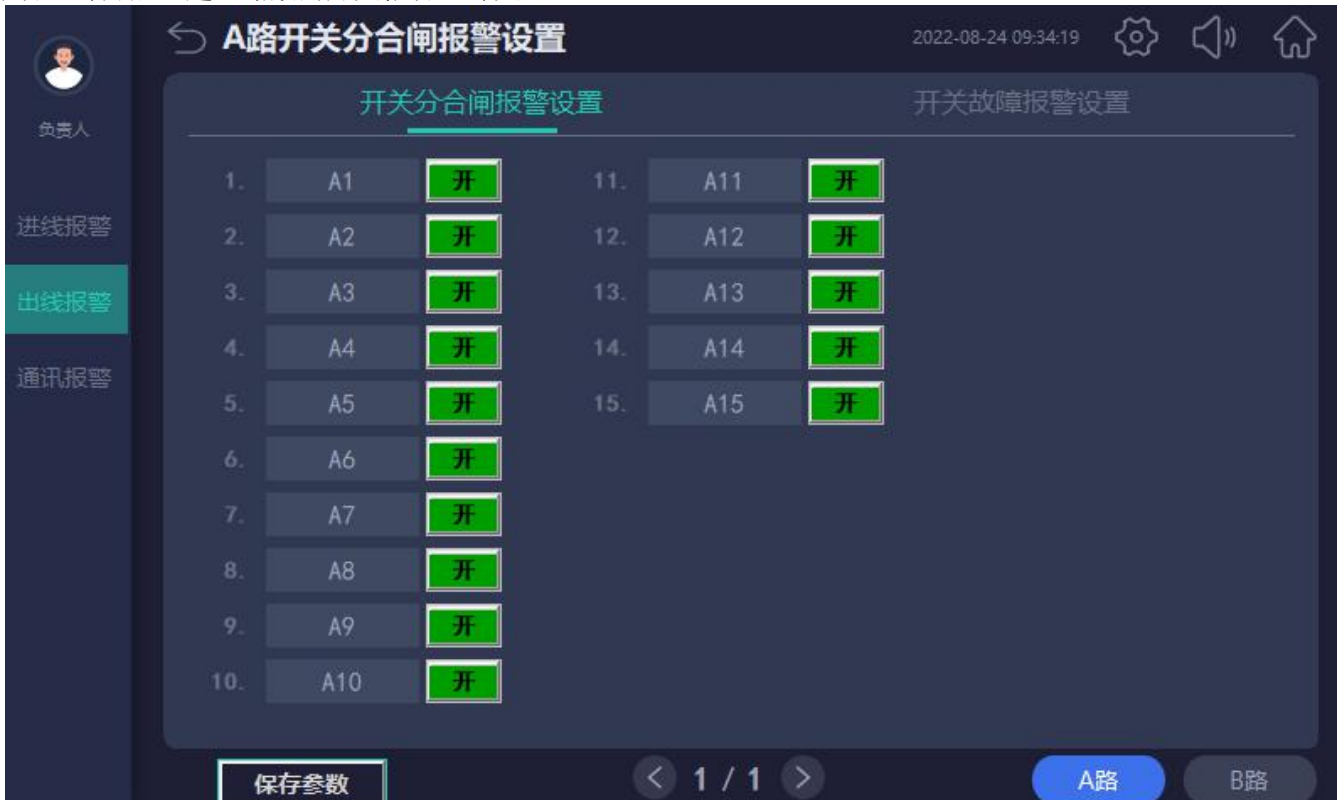 A路开关分合闸报警设置
2022-08-24 09:34:19
负责人
开关分合闸报警设置
开关故障报警设置
进线报警
出线报警
通讯报警
1. A1 开
2. A2 开
3. A3 开
4. A4 开
5. A5 开
6. A6 开
7. A7 开
8. A8 开
9. A9 开
10. A10 开
11. A11 开
12. A12 开
13. A13 开
14. A14 开
15. A15 开
保存参数
1 / 1
A路
B路